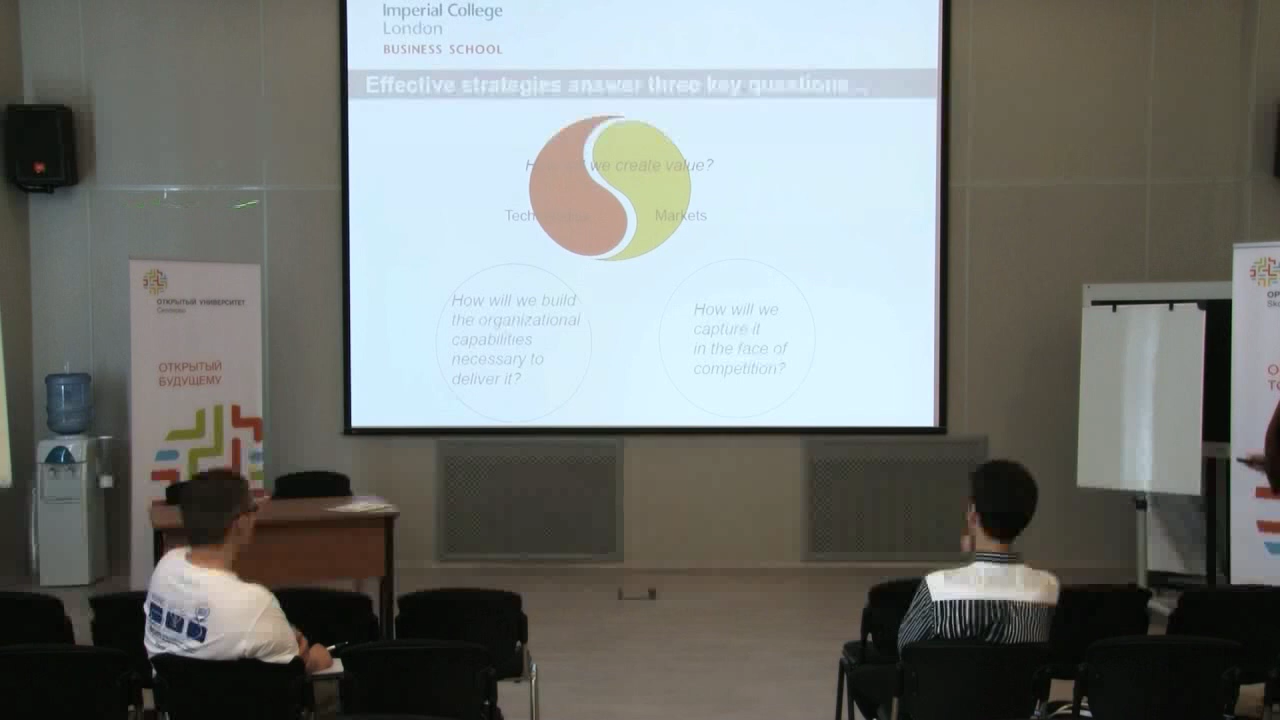 Imperial College
London
BUSINESS SCHOOL
Effective strategies answer three key questions ..
we create value?
Markets
How will we build
the organizational
capabilities
necessary to
deliver it?
How will we
capture it
in the face of
competition?
ОТКРЫТЫЙ УНИВЕРСИТЕТ
Сколково
ОТКРЫТЫЙ
БУДУЩЕМУ